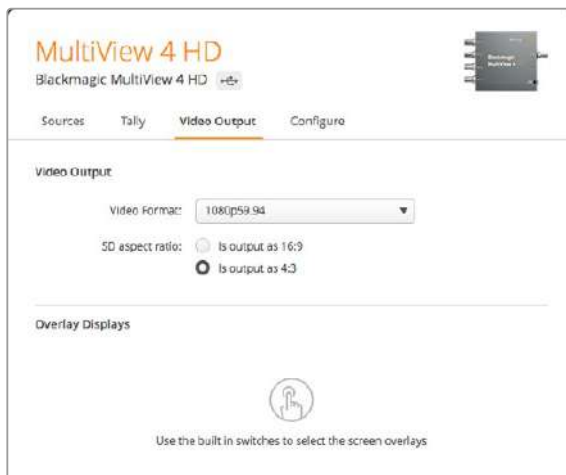 MultiView 4 HD
Blackmagic MultiView 4 HD
Sources Tally Video Output Configure
Video Output
Video Format: 1080p59.94
SD aspect ratio: Is output as 16:9
Is output as 4:3
Overlay Displays
Use the built in switches to select the screen overlays